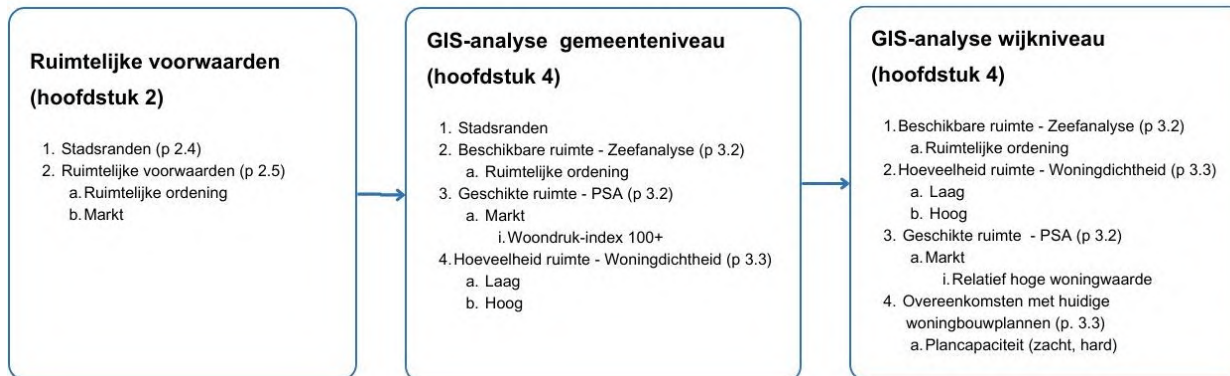 Ruimtelijke voorwaarden
(hoofdstuk 2)
1. Stadsranden (p 2.4)
2. Ruimtelijke voorwaarden (p 2.5)
a. Ruimtelijke ordening
b. Markt
GIS-analyse gemeenteniveau
(hoofdstuk 4)
1. Stadsranden
2. Beschikbare ruimte - Zeefanalyse (p 3.2)
a. Ruimtelijke ordening
3. Geschikte ruimte - PSA (p 3.2)
a. Markt
i. Woondruk-index 100+
4. Hoeveelheid ruimte - Woningdichtheid (p 3.3)
a. Laag
b. Hoog
GIS-analyse wijkniveau
(hoofdstuk 4)
1. Beschikbare ruimte - Zeefanalyse (p 3.2)
a. Ruimtelijke ordening
2. Hoeveelheid ruimte - Woningdichtheid (p 3.3)
a. Laag
b. Hoog
3. Geschikte ruimte - PSA (p 3.2)
a. Markt
i. Relatief hoge woningwaarde
4. Overeenkomsten met huidige
woningbouwplannen (p. 3.3)
a. Plancapaciteit (zacht, hard)